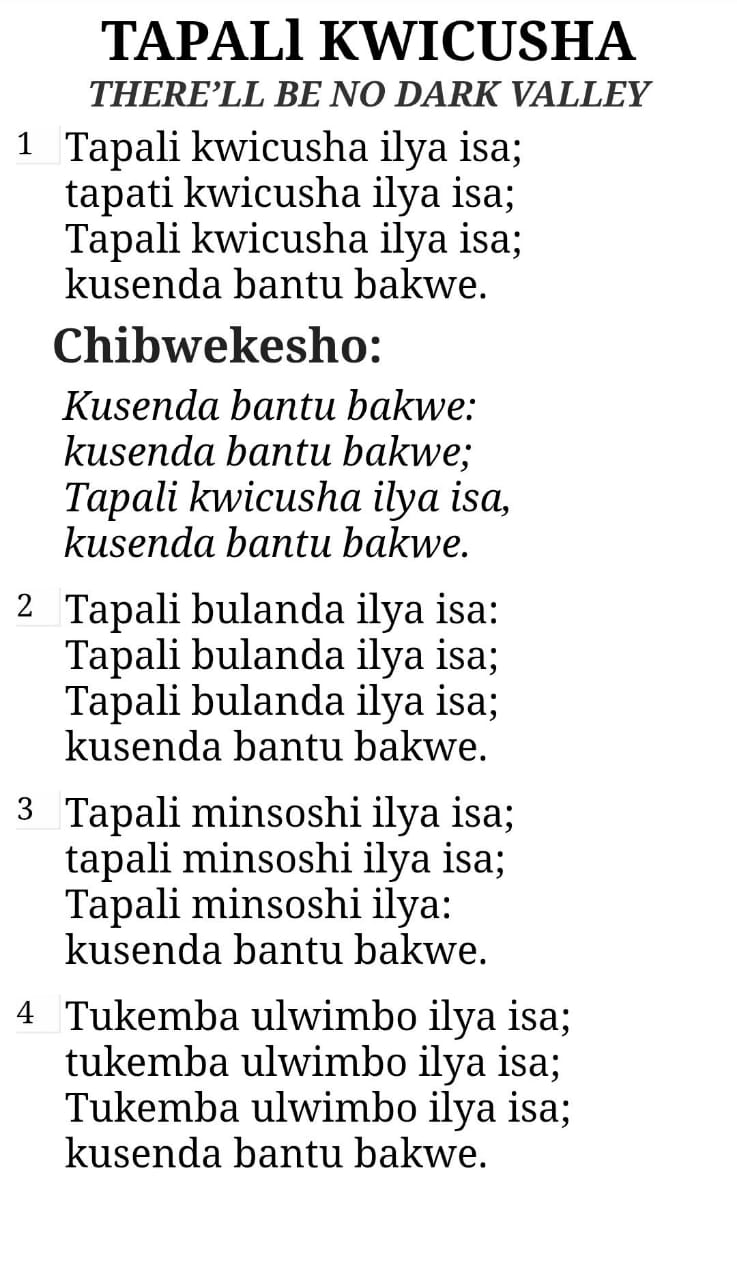 TAPALl KWICUSHA
THERE’LL BE NO DARK VALLEY
1 Tapali kwicusha ilya isa;
tapati kwicusha ilya isa;
Tapali kwicusha ilya isa;
kusenda bantu bakwe.
Chibwekesho:
Kusenda bantu bakwe:
kusenda bantu bakwe;
Tapali kwicusha ilya isa,
kusenda bantu bakwe.
2 Tapali bulanda ilya isa:
Tapali bulanda ilya isa;
Tapali bulanda ilya isa;
kusenda bantu bakwe.
3 Tapali minsoshi ilya isa;
tapali minsoshi ilya isa;
Tapali minsoshi ilya:
kusenda bantu bakwe.
4 Tukemba ulwimbo ilya isa;
tukemba ulwimbo ilya isa;
Tukemba ulwimbo ilya isa;
kusenda bantu bakwe.